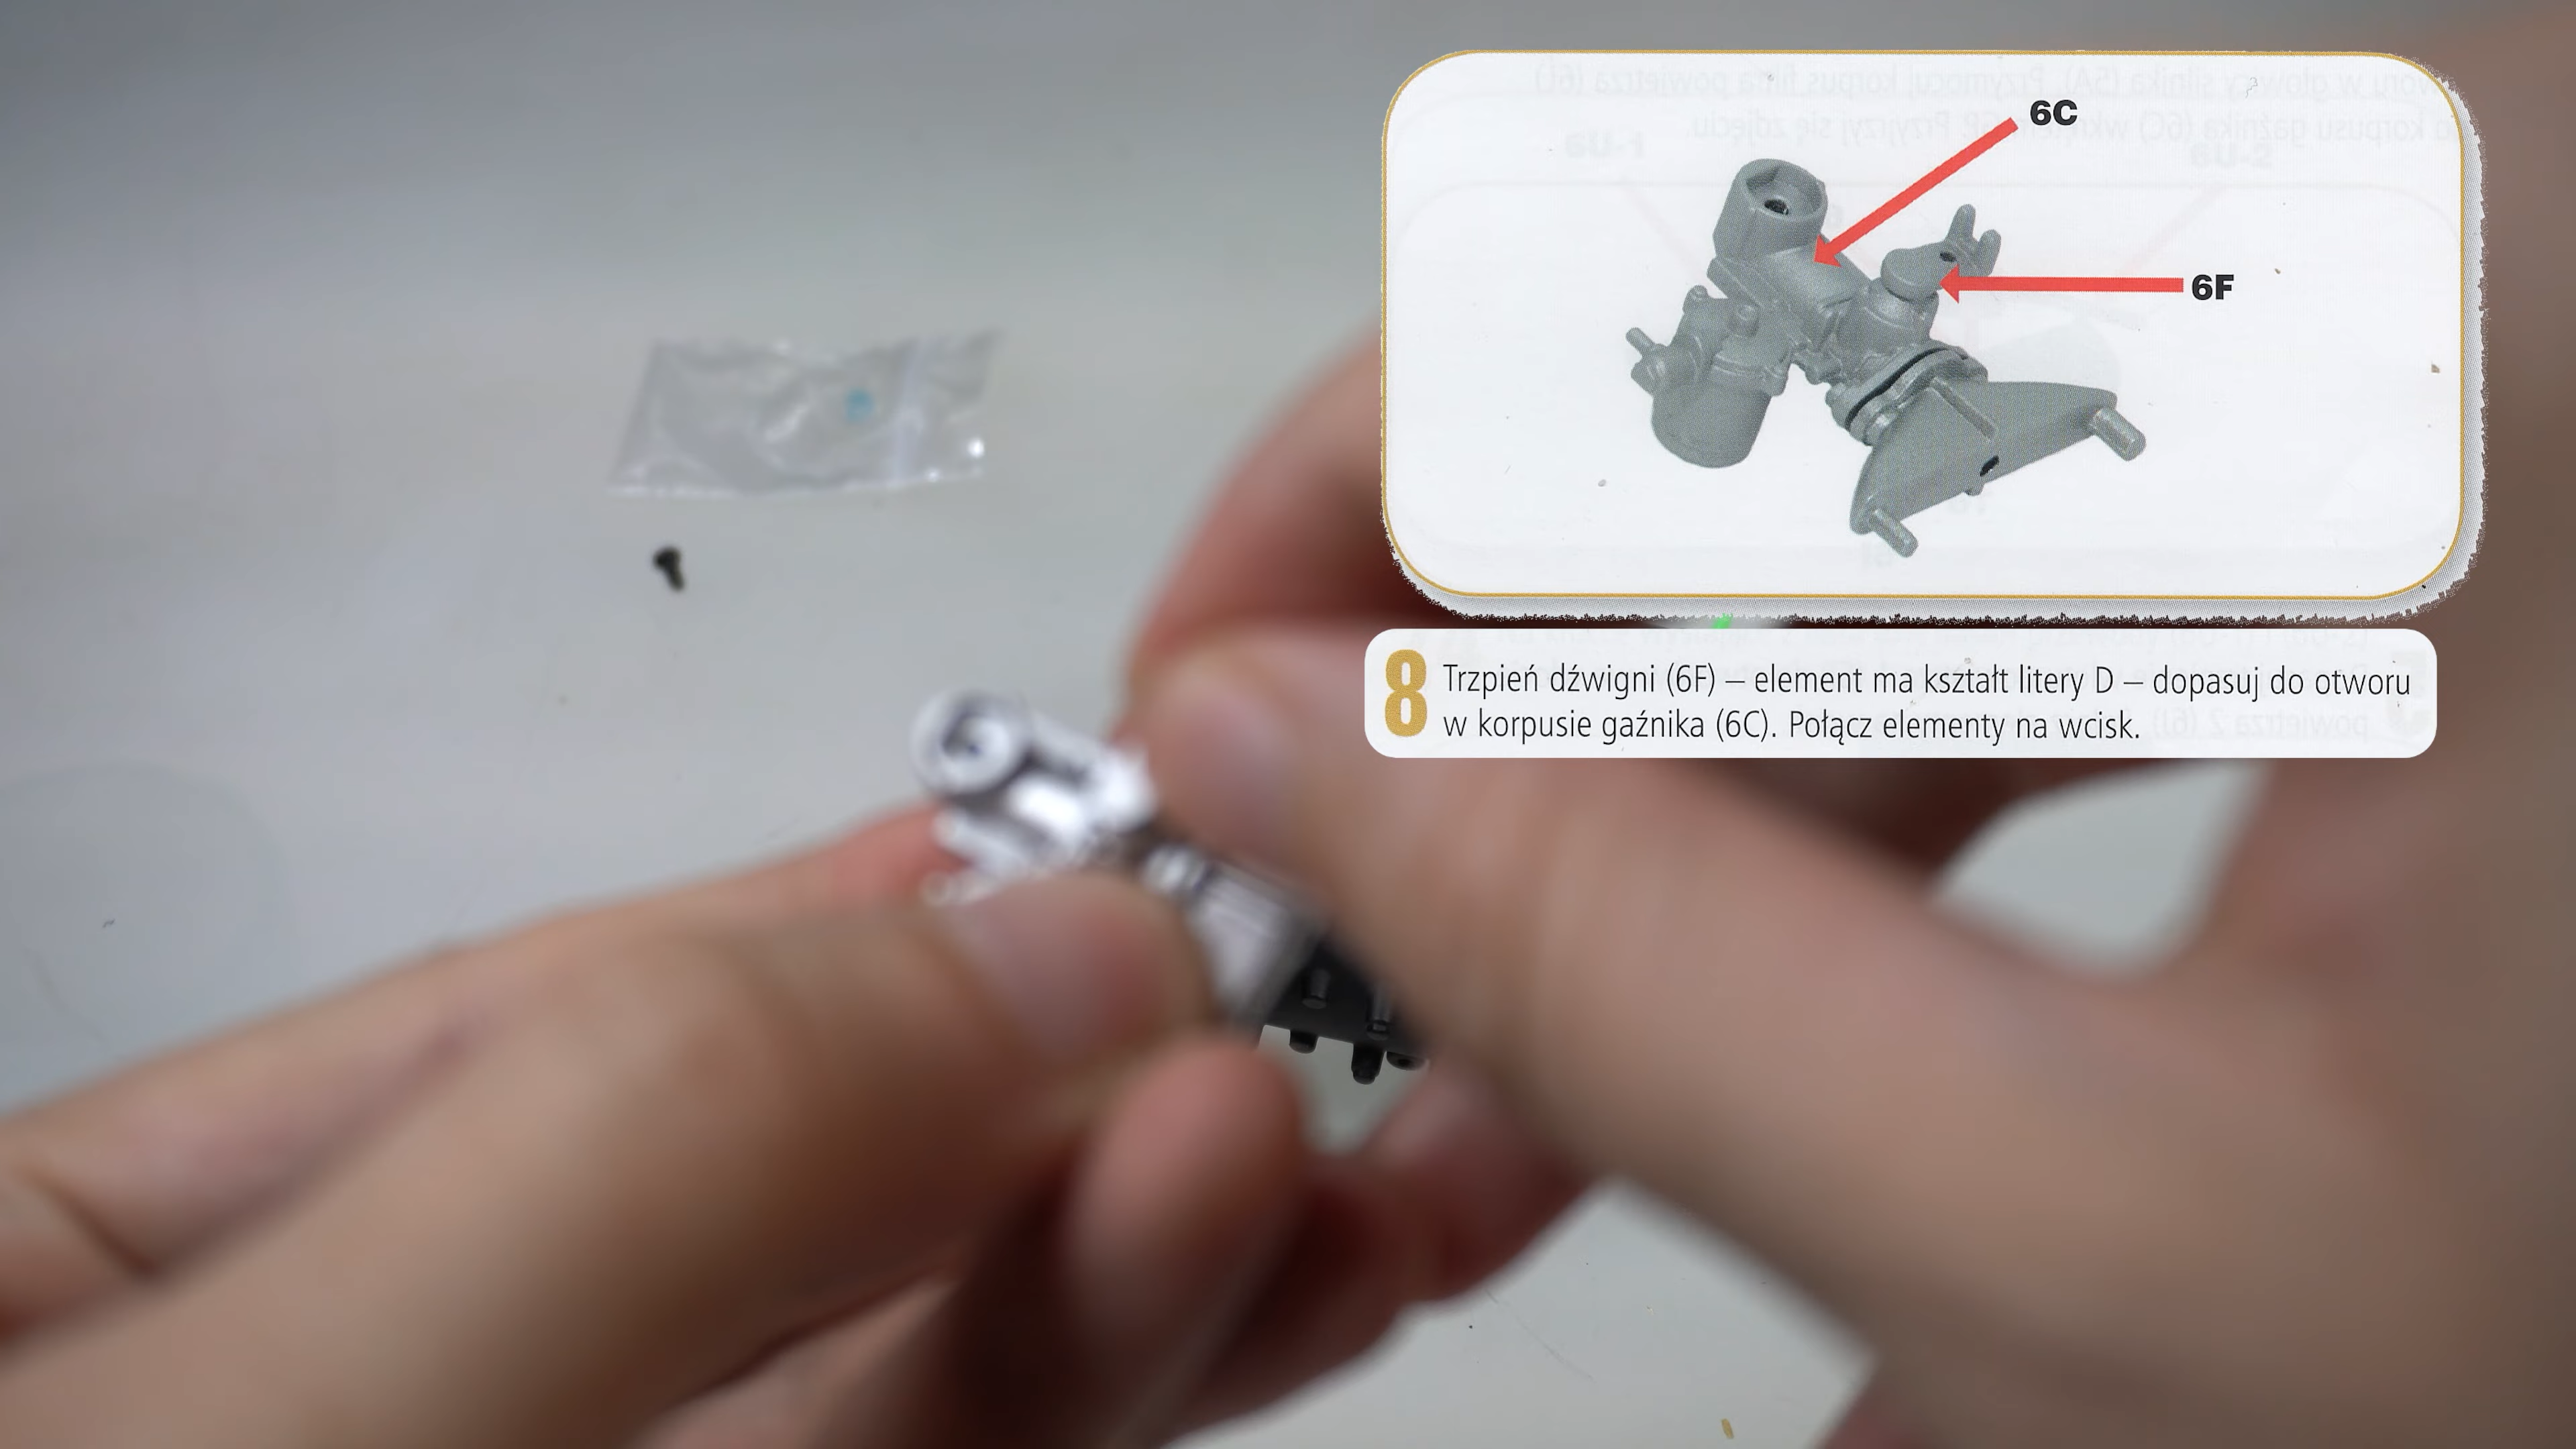 6C
6F
8 Trzpień dźwigni (6F) – element ma kształt litery D – dopasuj do otworu
w korpusie gaźnika (6C). Połącz elementy na wcisk.